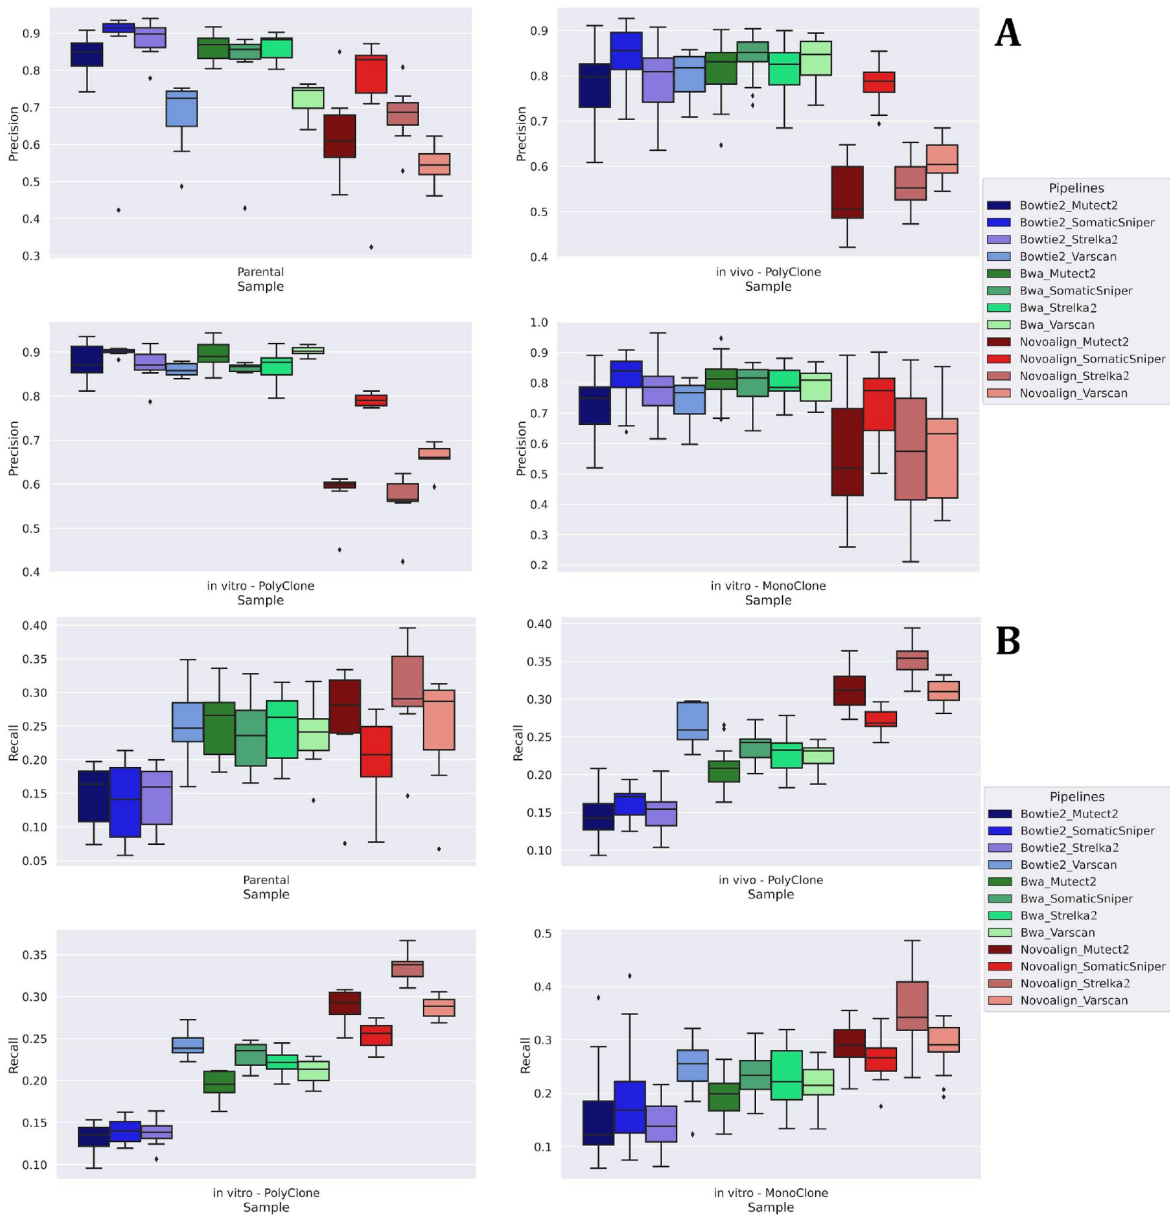 A
0.9
0.8
0.7
0.6
0.5
0.4
0.3
Precision
Parental
Sample
0.9
0.8
0.7
0.6
0.5
0.4
Precision
in vivo - PolyClone
Sample
Pipelines
Bowtie2_Mutect2
Bowtie2_SomaticSniper
Bowtie2_Strelka2
Bowtie2_Varscan
Bwa_Mutect2
Bwa_SomaticSniper
Bwa_Strelka2
Bwa_Varscan
Novoalign_Mutect2
Novoalign_SomaticSniper
Novoalign_Strelka2
Novoalign_Varscan
0.9
0.8
0.7
0.6
0.5
0.4
Precision
in vitro - PolyClone
Sample
1.0
0.9
0.8
0.7
0.6
0.5
0.4
0.3
0.2
Precision
in vitro - MonoClone
Sample
B
0.40
0.35
0.30
0.25
0.20
0.15
0.10
0.05
Recall
Parental
Sample
0.40
0.35
0.30
0.25
0.20
0.15
0.10
Recall
in vivo - PolyClone
Sample
Pipelines
Bowtie2_Mutect2
Bowtie2_SomaticSniper
Bowtie2_Strelka2
Bowtie2_Varscan
Bwa_Mutect2
Bwa_SomaticSniper
Bwa_Strelka2
Bwa_Varscan
Novoalign_Mutect2
Novoalign_SomaticSniper
Novoalign_Strelka2
Novoalign_Varscan
0.35
0.30
0.25
0.20
0.15
0.10
Recall
in vitro - PolyClone
Sample
0.5
0.4
0.3
0.2
0.1
Recall
in vitro - MonoClone
Sample